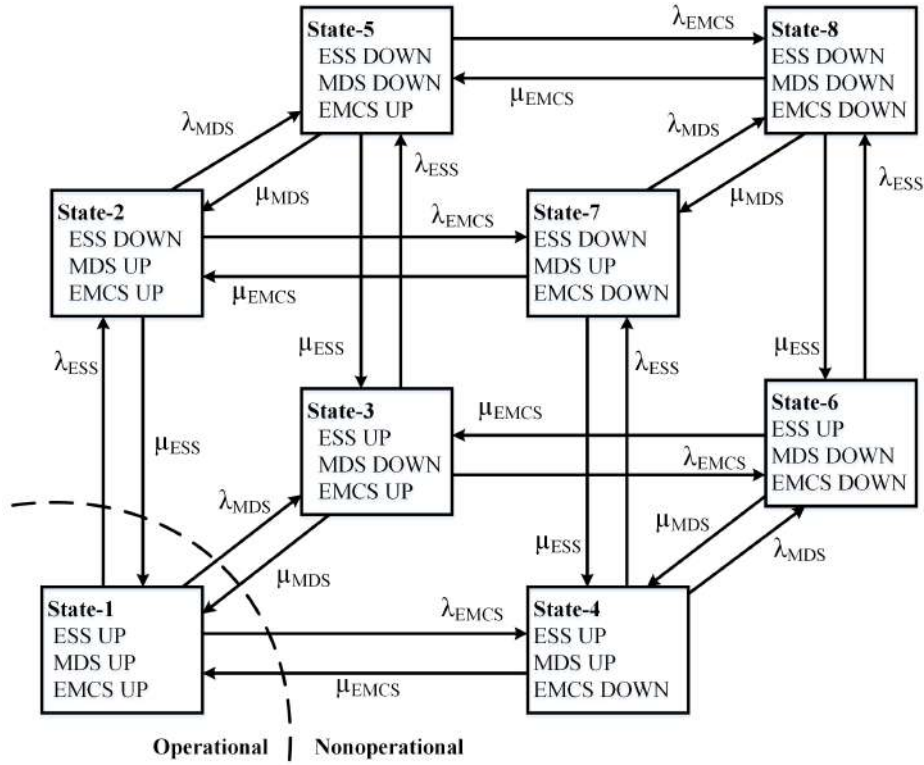 State-5
ESS DOWN
MDS DOWN
EMCS UP
λEMCS
μEMCS
State-8
ESS DOWN
MDS DOWN
EMCS DOWN
λMDS
μMDS
λESS
λMDS
μMDS
λESS
State-2
ESS DOWN
MDS UP
EMCS UP
λEMCS
μEMCS
State-7
ESS DOWN
MDS UP
EMCS DOWN
λESS
μESS
μESS
λESS
μESS
State-3
ESS UP
MDS DOWN
EMCS UP
μEMCS
λEMCS
State-6
ESS UP
MDS DOWN
EMCS DOWN
λMDS
μMDS
μESS
μMDS
λMDS
State-1
ESS UP
MDS UP
EMCS UP
λEMCS
μEMCS
State-4
ESS UP
MDS UP
EMCS DOWN
Operational
Nonoperational